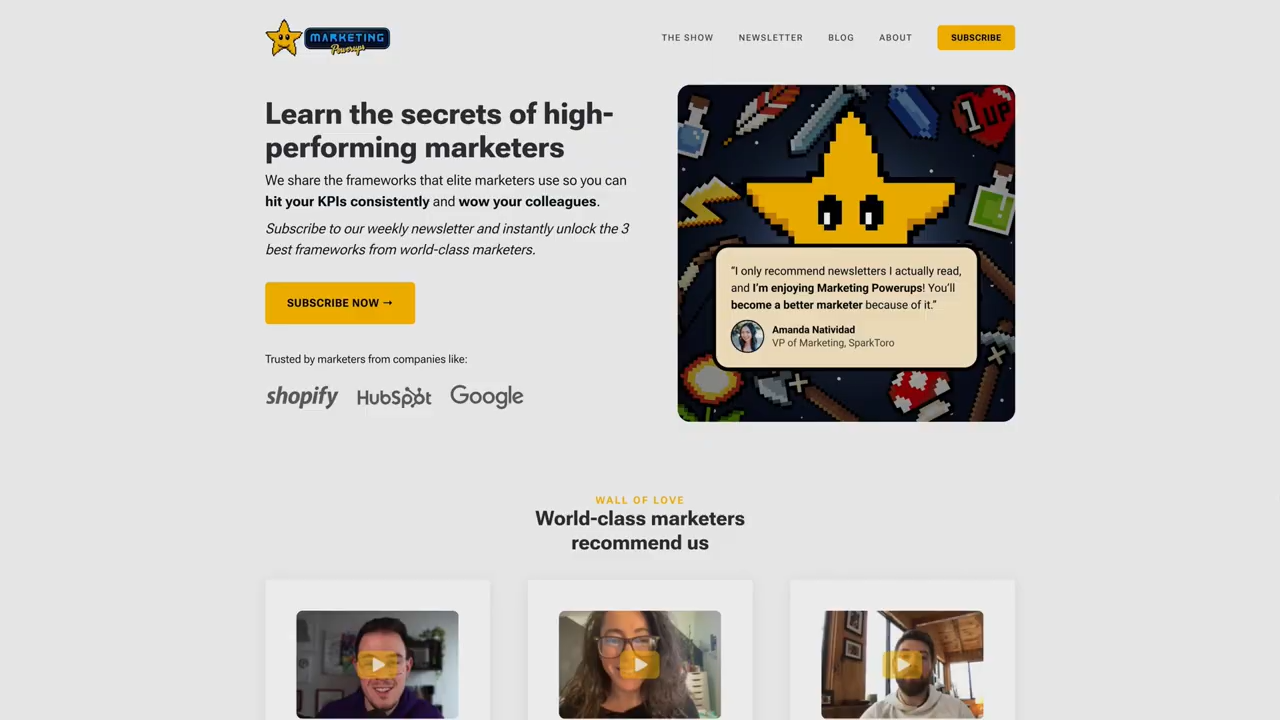 MARKETING
Powerups
THE SHOW
NEWSLETTER
BLOG
ABOUT
SUBSCRIBE
Learn the secrets of high-
performing marketers
We share the frameworks that elite marketers use so you can
hit your KPIs consistently and wow your colleagues.
Subscribe to our weekly newsletter and instantly unlock the 3
best frameworks from world-class marketers.
SUBSCRIBE NOW →
Trusted by marketers from companies like:
shopify
HubSpot
Google
1UP
“I only recommend newsletters I actually read,
and I’m enjoying Marketing Powerups! You’ll
become a better marketer because of it.”
Amanda Natividad
VP of Marketing, SparkToro
WALL OF LOVE
World-class marketers
recommend us